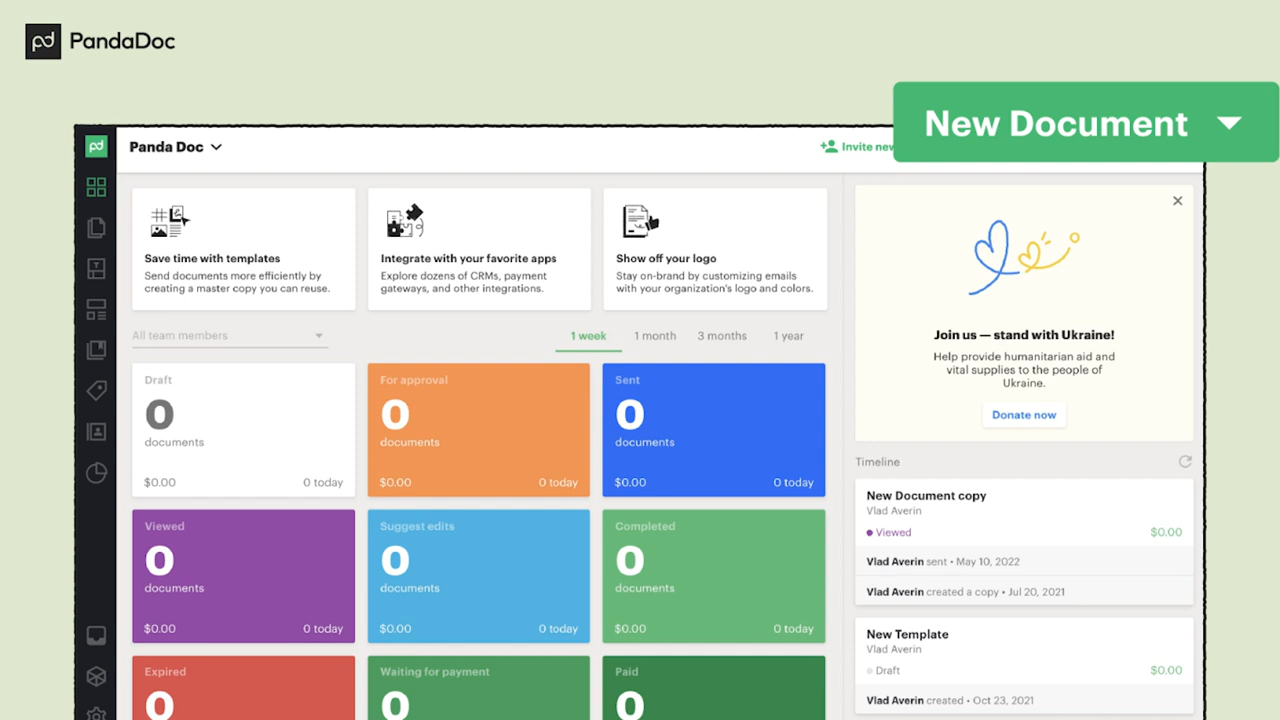 pd PandaDoc
New Document
pd
Panda Doc
Invite new
Save time with templates
Send documents more efficiently by
creating a master copy you can reuse.
Integrate with your favorite apps
Explore dozens of CRMs, payment
gateways, and other integrations.
Show off your logo
Stay on-brand by customizing emails
with your organization's logo and colors.
All team members
1 week 1 month 3 months 1 year
Draft
0
documents
$0.00 0 today
For approval
0
documents
$0.00 0 today
Sent
0
documents
$0.00 0 today
Viewed
0
documents
$0.00 0 today
Suggest edits
0
documents
$0.00 0 today
Completed
0
documents
$0.00 0 today
Expired
0
Waiting for payment
0
Paid
0
Join us — stand with Ukraine!
Help provide humanitarian aid and
vital supplies to the people of
Ukraine.
Donate now
Timeline
New Document copy
Vlad Averin
Viewed $0.00
Vlad Averin sent • May 10, 2022
Vlad Averin created a copy • Jul 20, 2021
New Template
Vlad Averin
Draft $0.00
Vlad Averin created • Oct 23, 2021